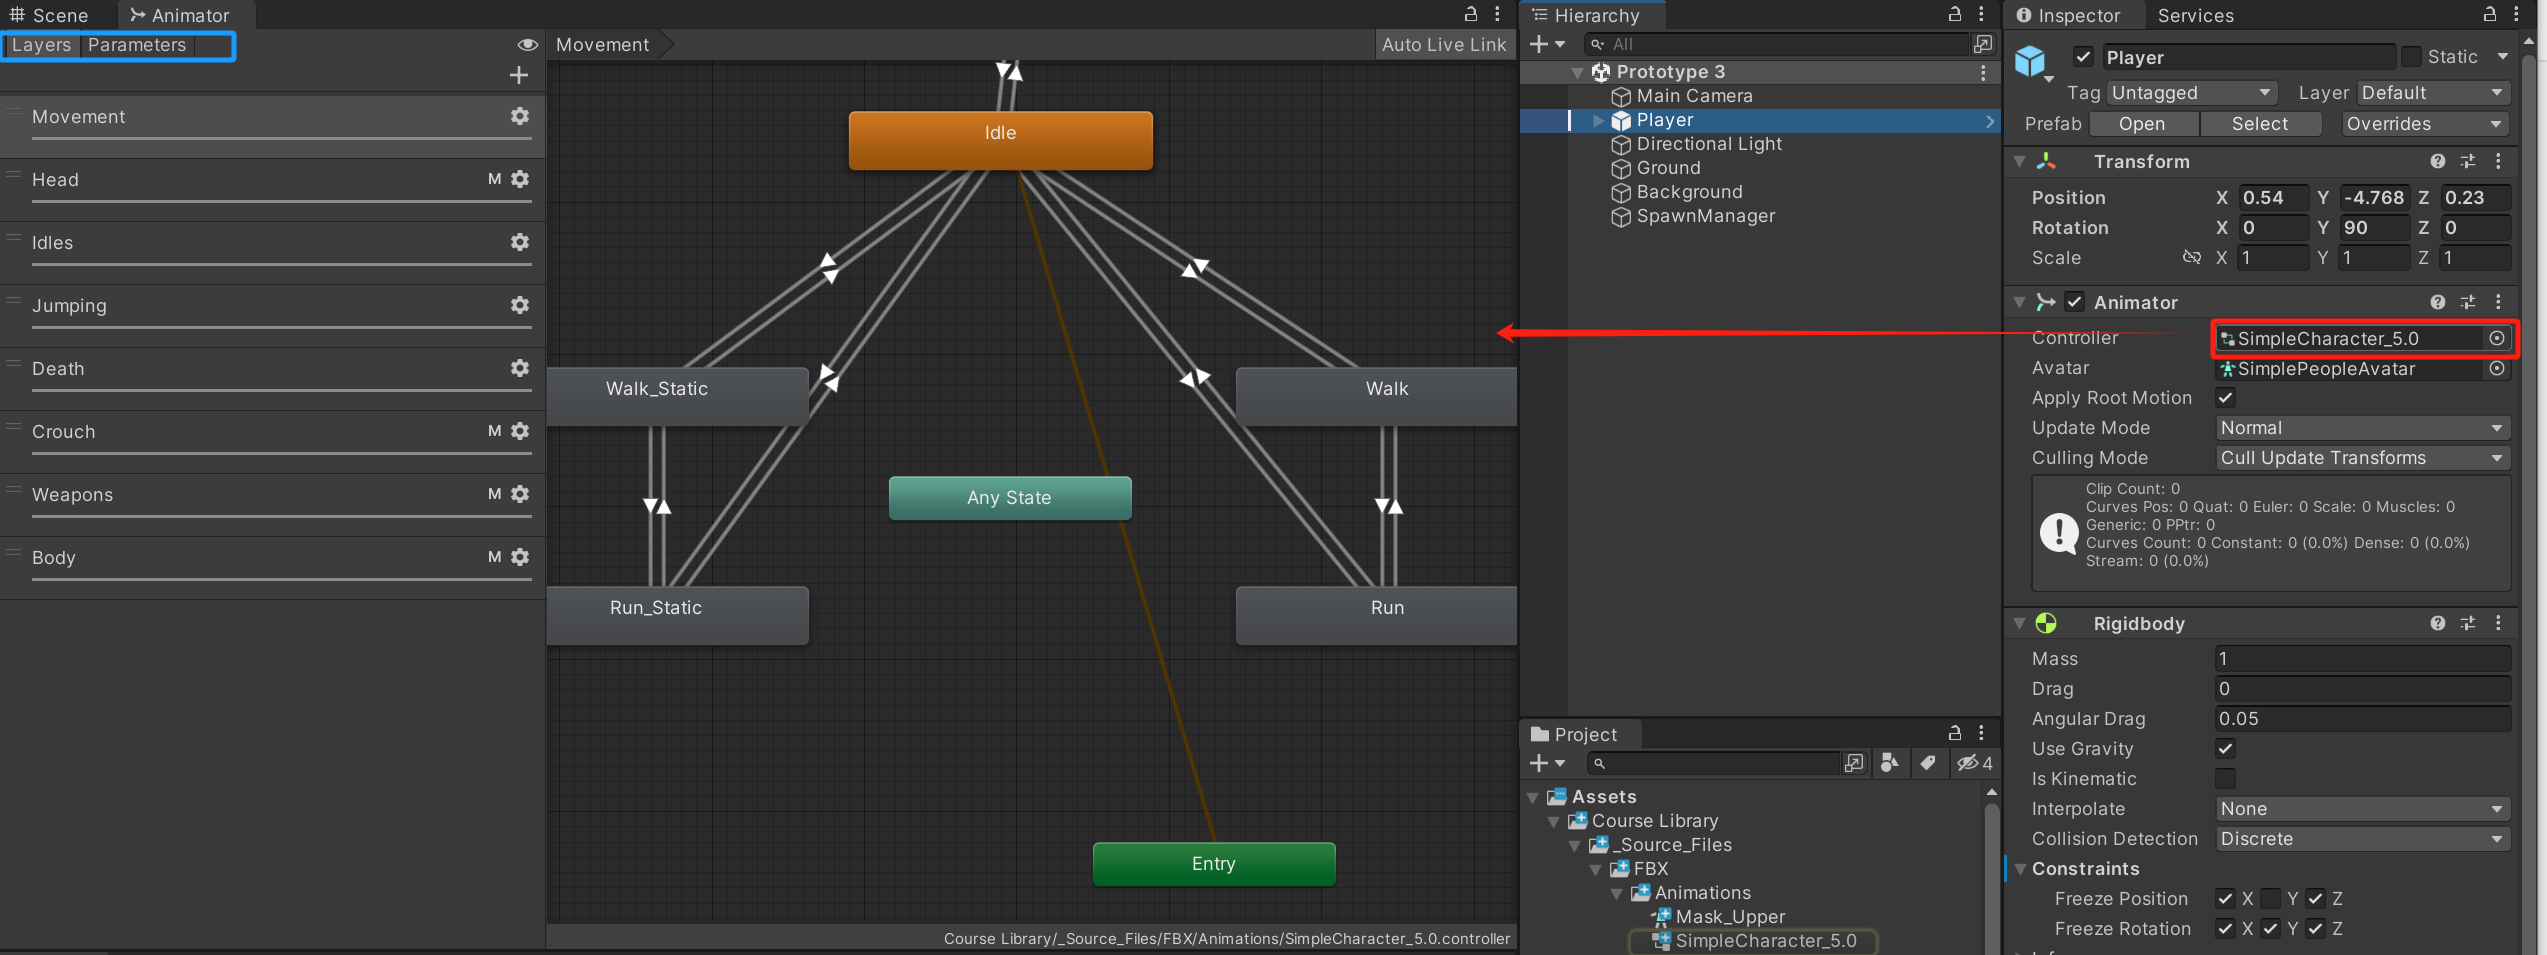 Scene
Animator
Layers
Parameters
Movement
Auto Live Link
Movement
Head
M
Idles
Jumping
Death
Crouch
M
Weapons
M
Body
M
Idle
Walk_Static
Walk
Any State
Run_Static
Run
Entry
Course Library/_Source_Files/FBX/Animations/SimpleCharacter_5.0.controller
Hierarchy
All
Prototype 3
Main Camera
Player
Directional Light
Ground
Background
SpawnManager
Project
4
Assets
Course Library
_Source_Files
FBX
Animations
Mask_Upper
SimpleCharacter_5.0
Inspector
Services
Player
Static
Tag Untagged Layer Default
Prefab Open Select Overrides
Transform
Position X 0.54 Y -4.768 Z 0.23
Rotation X 0 Y 90 Z 0
Scale X 1 Y 1 Z 1
Animator
Controller SimpleCharacter_5.0
Avatar SimplePeopleAvatar
Apply Root Motion
Update Mode Normal
Culling Mode Cull Update Transforms
Clip Count: 0
Curves Pos: 0 Quat: 0 Euler: 0 Scale: 0 Muscles: 0
Generic: 0 PPtr: 0
Curves Count: 0 Constant: 0 (0.0%) Dense: 0 (0.0%)
Stream: 0 (0.0%)
Rigidbody
Mass 1
Drag 0
Angular Drag 0.05
Use Gravity
Is Kinematic
Interpolate None
Collision Detection Discrete
Constraints
Freeze Position X Y Z
Freeze Rotation X Y Z